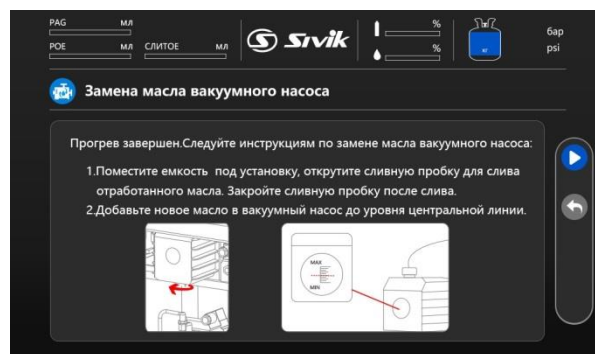 PAG мл
POE мл СЛИТОЕ мл
Sivik
%
%
кг
бар
psi
Замена масла вакуумного насоса
Прогрев завершен.Следуйте инструкциям по замене масла вакуумного насоса:
1.Поместите емкость под установку, открутите сливную пробку для слива
отработанного масла. Закройте сливную пробку после слива.
2.Добавьте новое масло в вакуумный насос до уровня центральной линии.
MAX
MIN